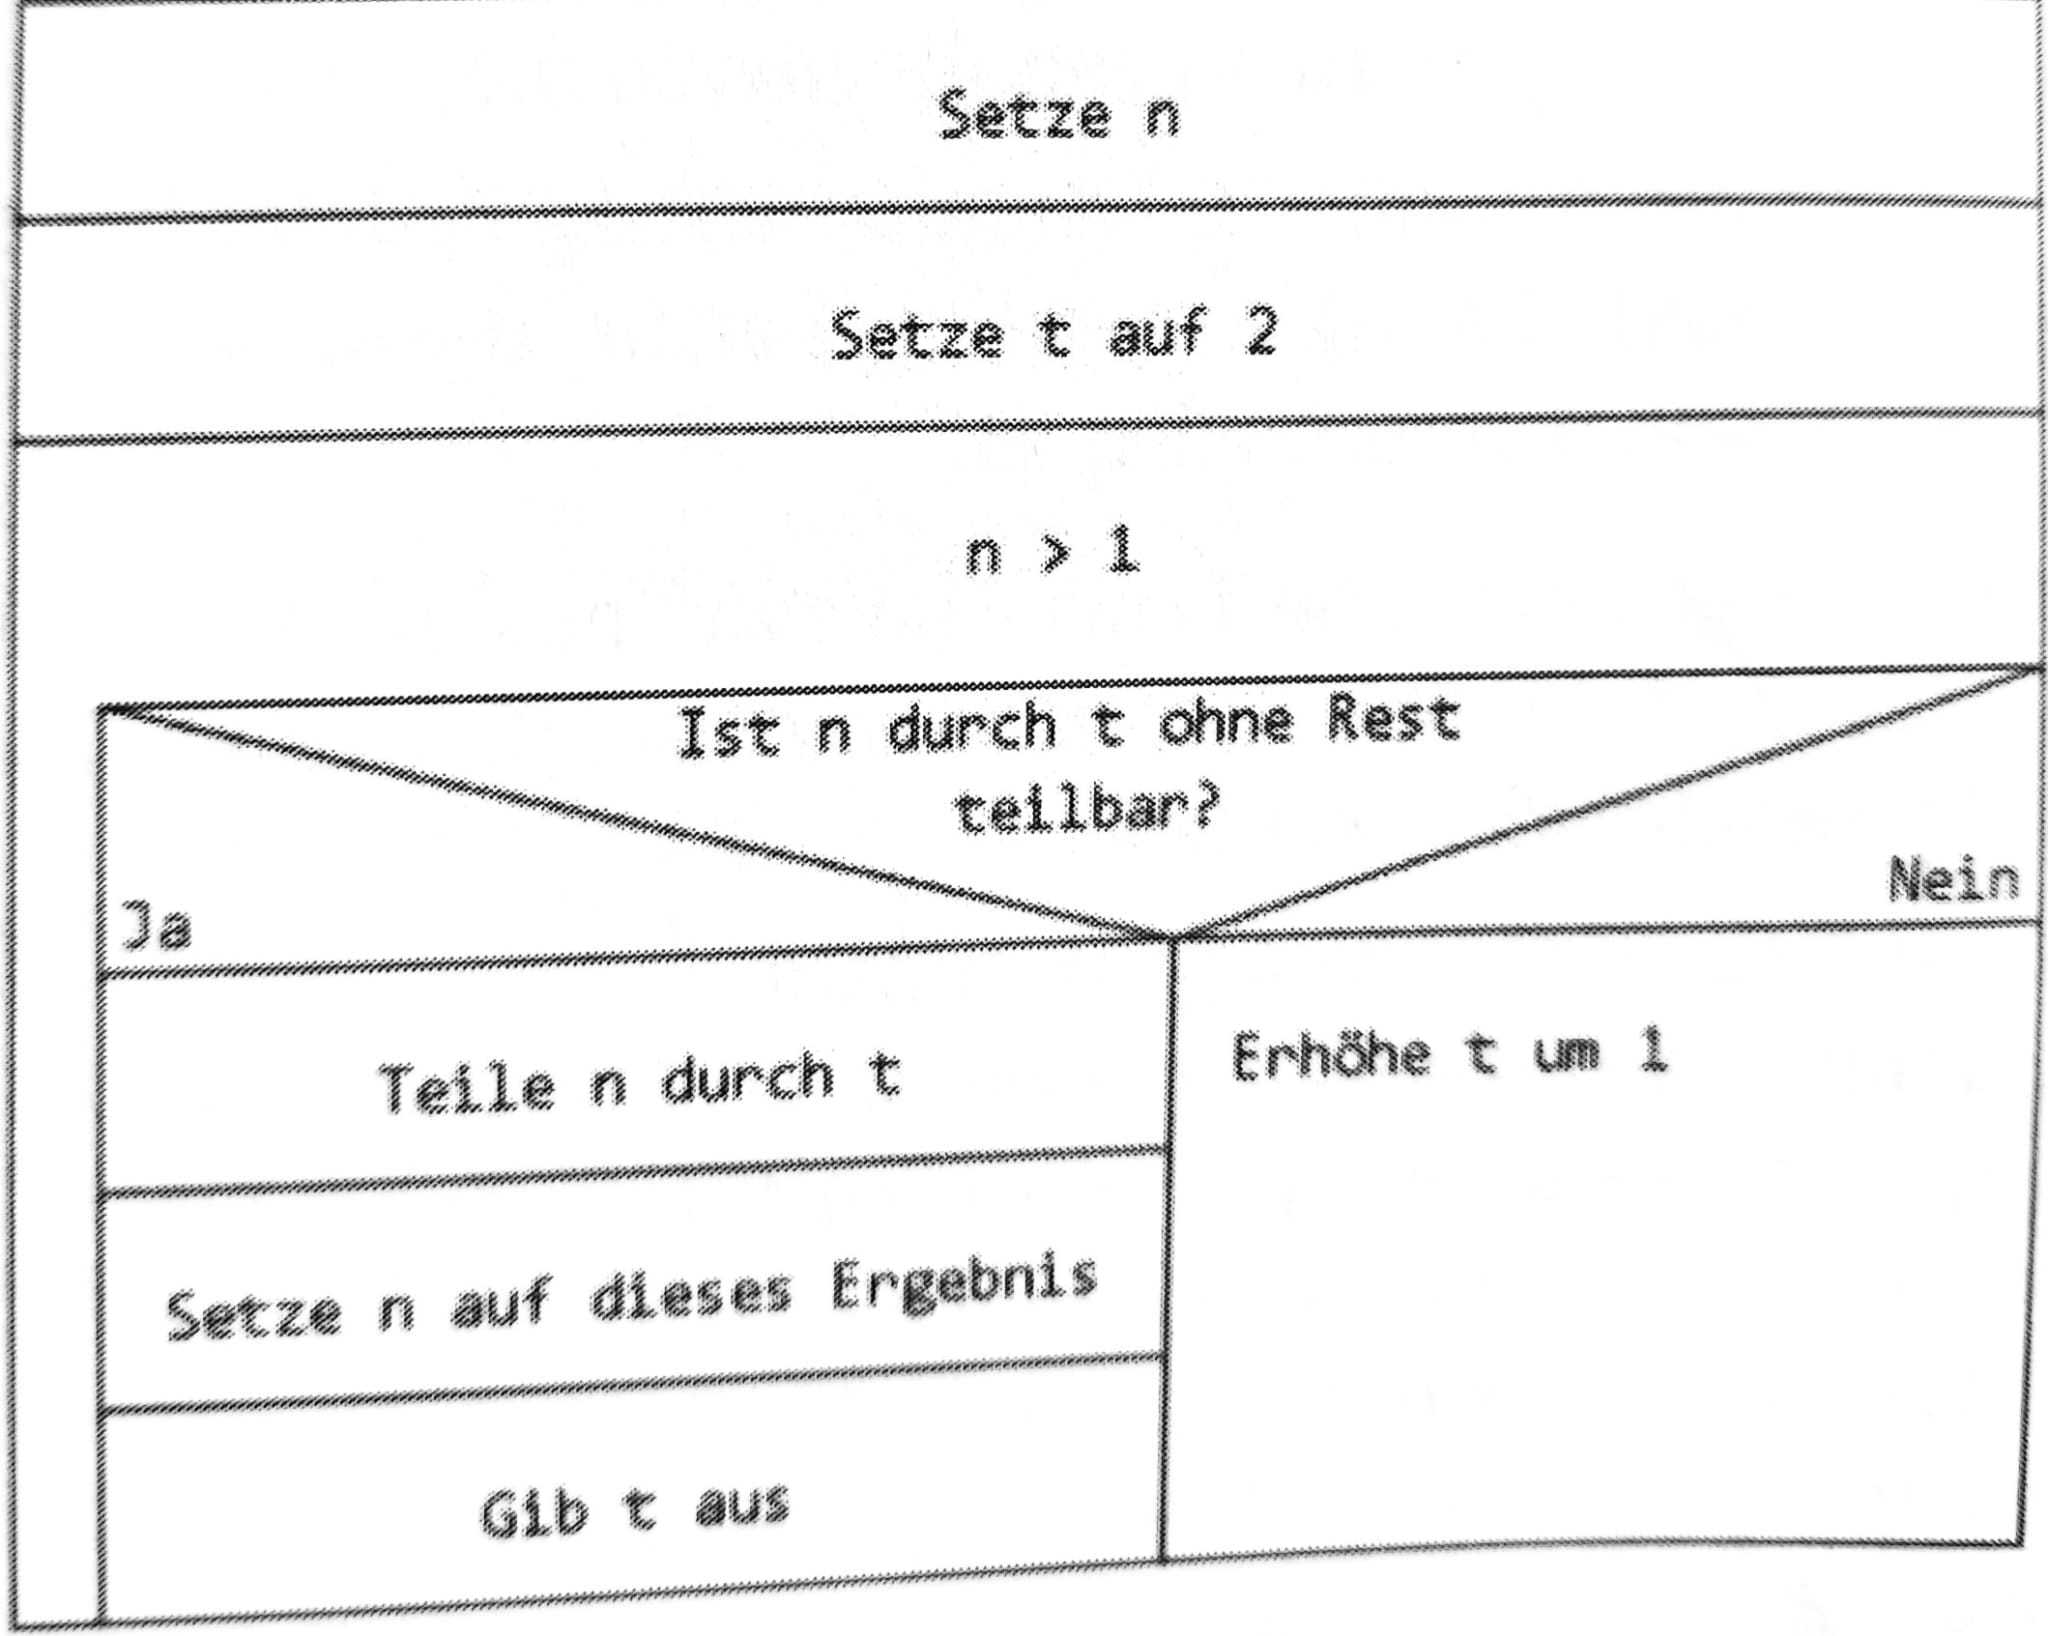 Setze n
Setze t auf 2
n > 1
Ist n durch t ohne Rest
teilbar?
Ja
Nein
Teile n durch t
Erhöhe t um 1
Setze n auf dieses Ergebnis
Gib t aus